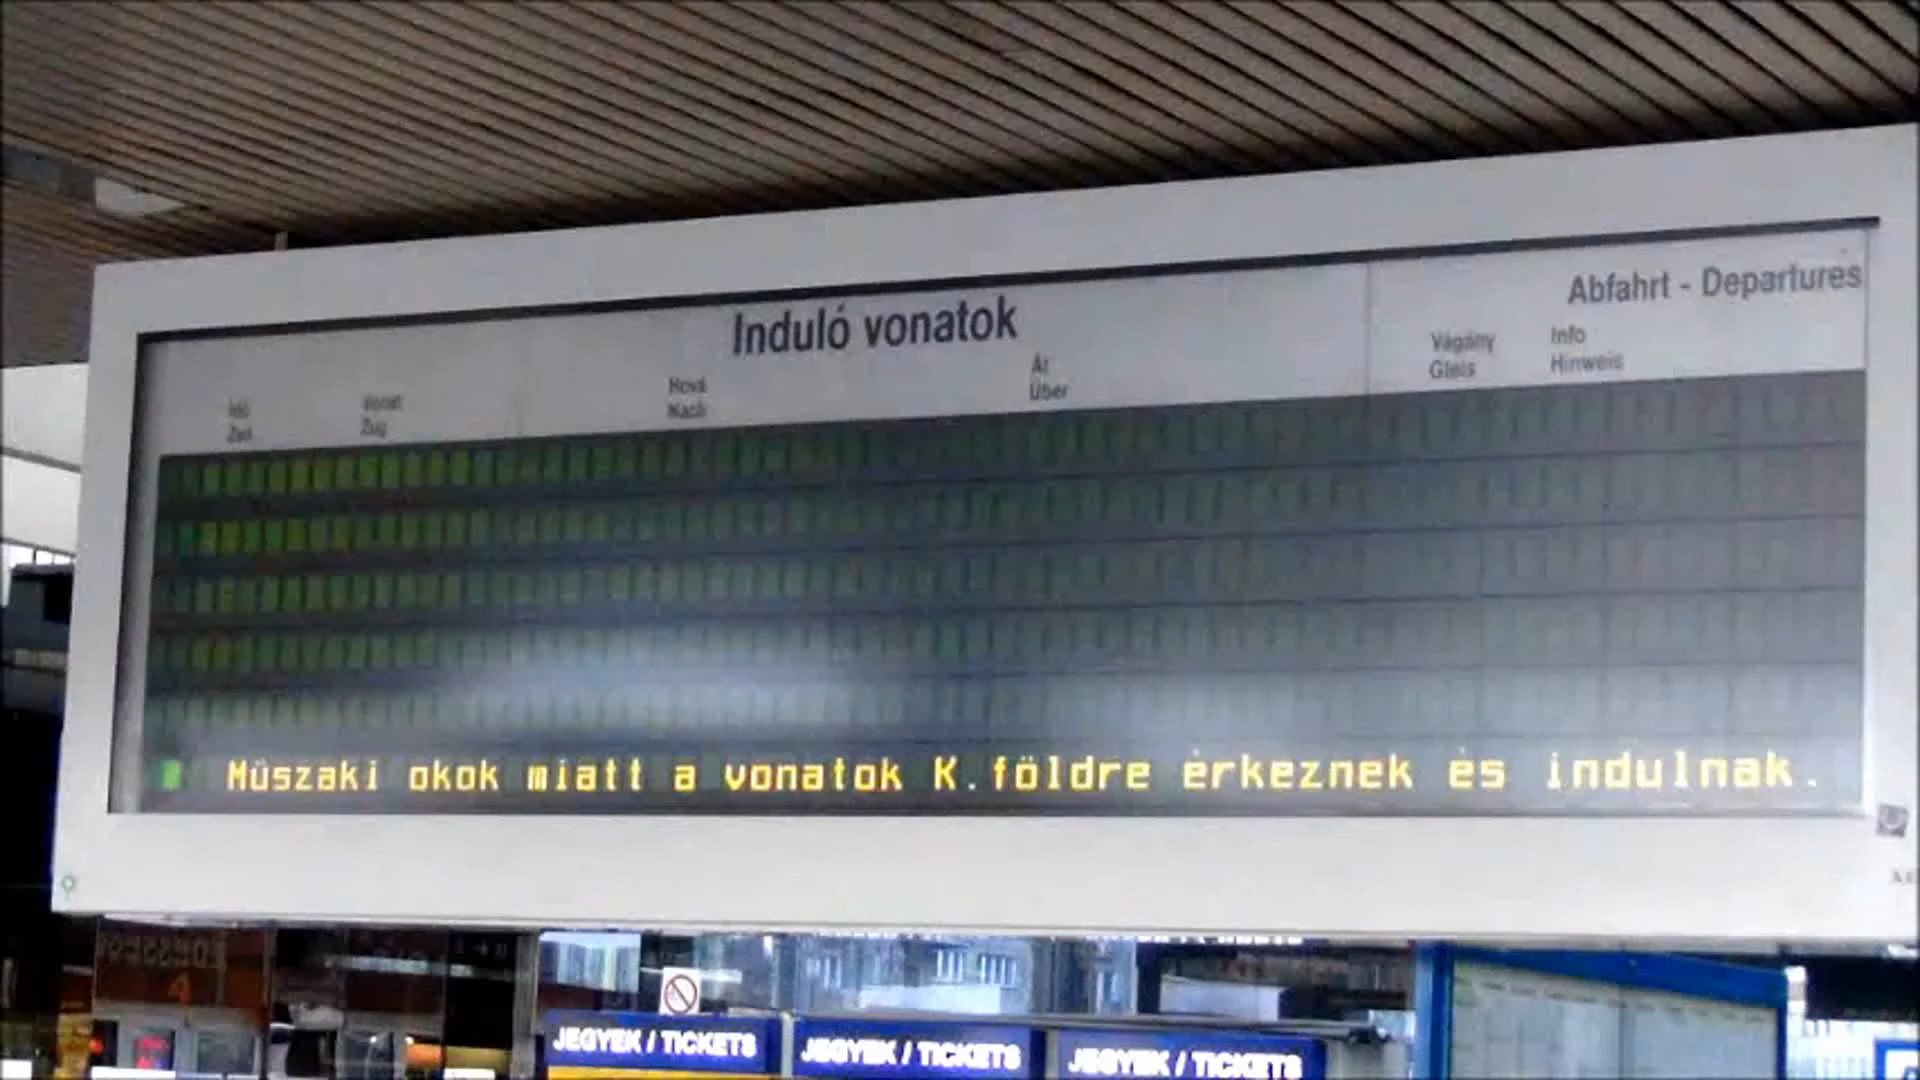 Induló vonatok
Abfahrt - Departures
Idő
Zeit
Vonat
Zug
Hová
Nach
Át
Über
Vágány
Gleis
Info
Hinweis
Műszaki okok miatt a vonatok K.földre érkeznek és indulnak.
JEGYEK / TICKETS
JEGYEK / TICKETS
JEGYEK / TICKETS